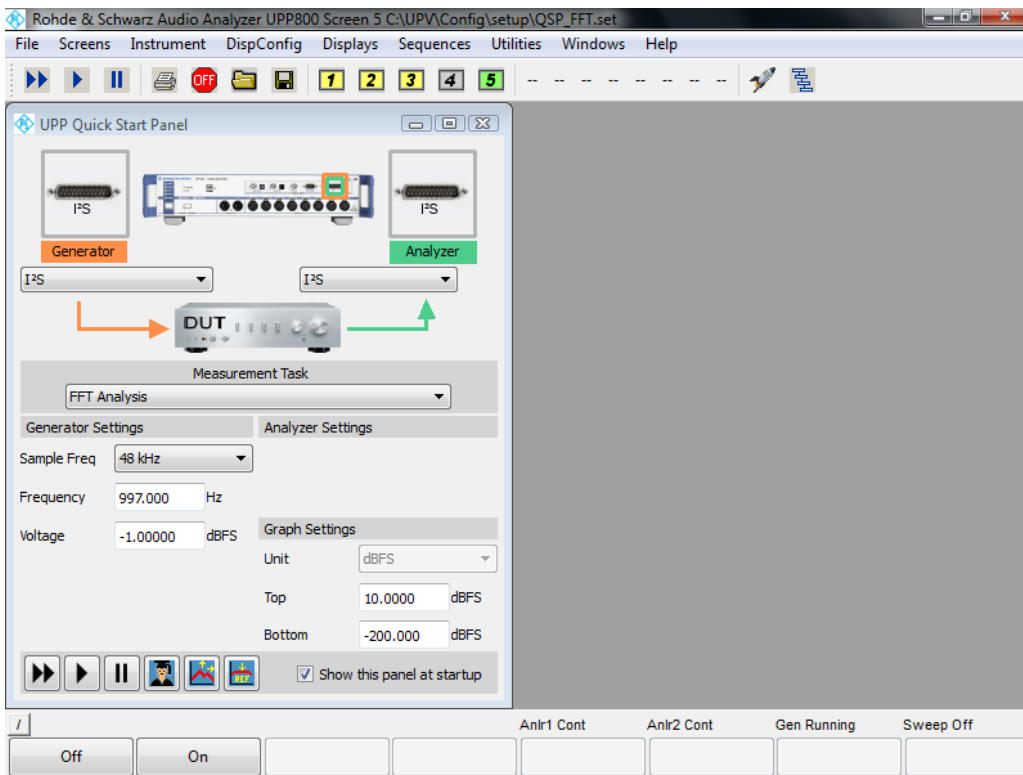 Rohde & Schwarz Audio Analyzer UPP800 Screen 5 C:\UPV\Config\setup\QSP_FFT.set
File Screens Instrument DispConfig Displays Sequences Utilities Windows Help
OFF 1 2 3 4 5 -- -- -- -- -- -- -- --
UPP Quick Start Panel
I²S I²S
Generator Analyzer
I²S I²S
DUT
Measurement Task
FFT Analysis
Generator Settings Analyzer Settings
Sample Freq 48 kHz
Frequency 997.000 Hz
Voltage -1.00000 dBFS Graph Settings
Unit dBFS
Top 10.0000 dBFS
Bottom -200.000 dBFS
REF Show this panel at startup
/ Anlr1 Cont Anlr2 Cont Gen Running Sweep Off
Off On